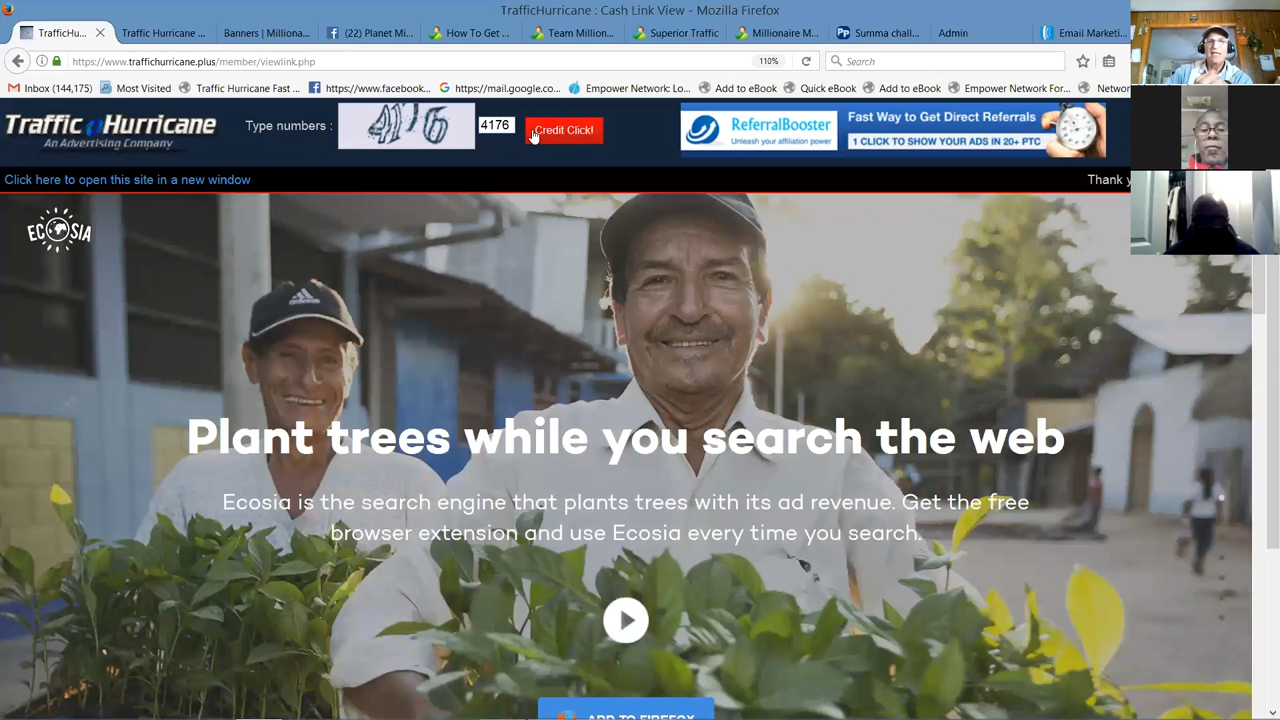 TrafficHurricane : Cash Link View - Mozilla Firefox
TrafficHu...
Traffic Hurricane ...
Banners | Milliona...
(22) Planet Mi...
How To Get ...
Team Million...
Superior Traffic
Millionaire M...
Summa chall...
Admin
Email Marketi...
https://www.traffichurricane.plus/member/viewlink.php
110%
Search
Inbox (144,175)
Most Visited
Traffic Hurricane Fast ...
https://www.facebook...
https://mail.google.co...
Empower Network: Lo...
Add to eBook
Quick eBook
Add to eBook
Empower Network For...
Network
Traffic Hurricane
An Advertising Company
Type numbers :
4176
4176
Credit Click!
ReferralBooster
Unleash your affiliation power
Fast Way to Get Direct Referrals
1 CLICK TO SHOW YOUR ADS IN 20+ PTC
Click here to open this site in a new window
Thank y
ECOSIA
Plant trees while you search the web
Ecosia is the search engine that plants trees with its ad revenue. Get the free
browser extension and use Ecosia every time you search.
ADD TO FIREFOX